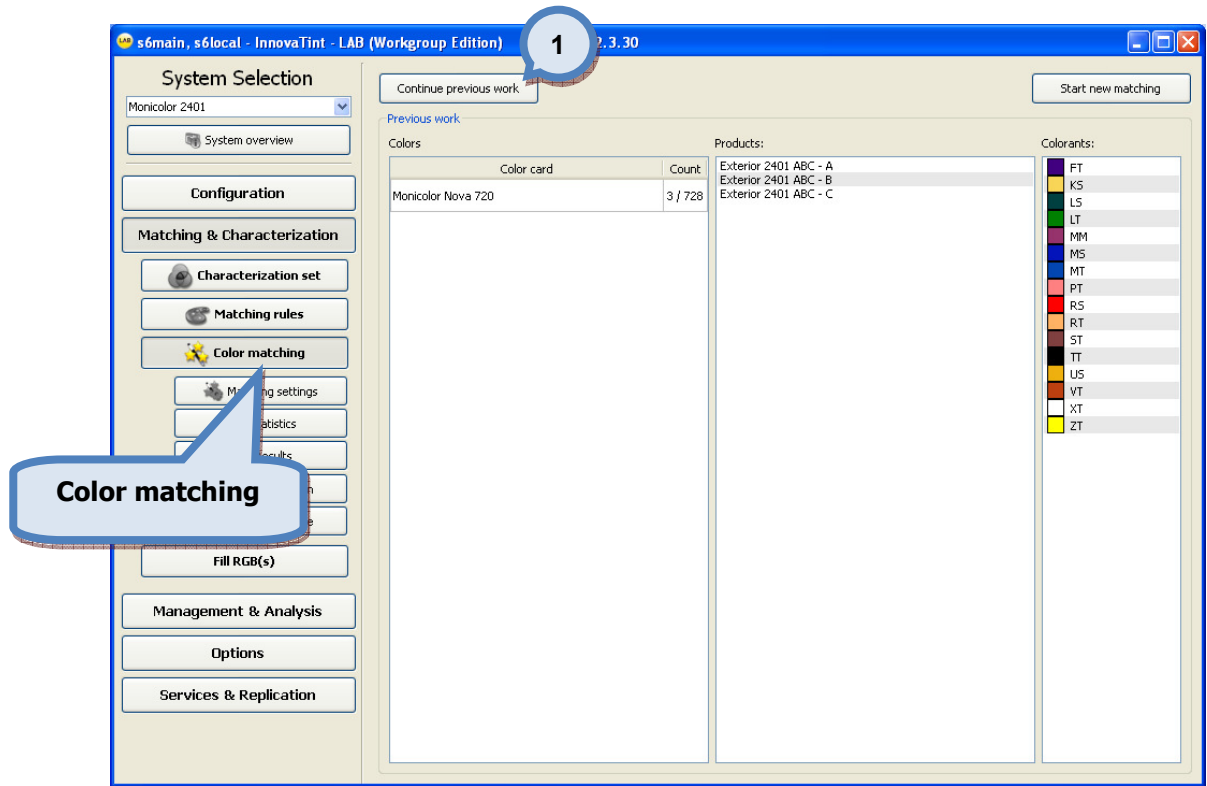 s6main, s6local - InnovaTint - LAB (Workgroup Edition)
1
2.3.30
System Selection
Monicolor 2401
System overview
Configuration
Matching & Characterization
Characterization set
Matching rules
Color matching
settings
Color matching
Fill RGB(s)
Management & Analysis
Options
Services & Replication
Continue previous work
Start new matching
Previous work
Colors
Products:
Colorants:
Color card Count
Monicolor Nova 720 3 / 728
Exterior 2401 ABC - A
Exterior 2401 ABC - B
Exterior 2401 ABC - C
FT
KS
LS
LT
MM
MS
MT
PT
RS
RT
ST
TT
US
VT
XT
ZT